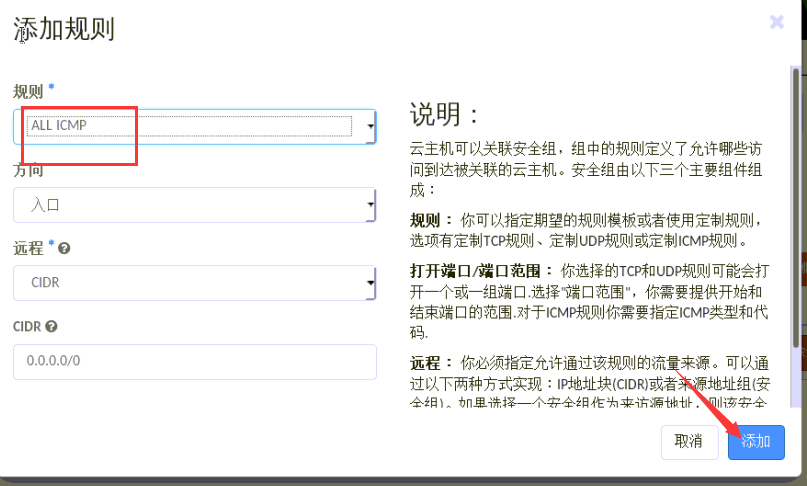 添加规则
规则 *
ALL ICMP
方向
入口
远程 *
CIDR
CIDR
0.0.0.0/0
说明：
云主机可以关联安全组，组中的规则定义了允许哪些访
问到达被关联的云主机。安全组由以下三个主要组件组
成：
规则： 你可以指定期望的规则模板或者使用定制规则，
选项有定制TCP规则、定制UDP规则或定制ICMP规则。
打开端口/端口范围： 你选择的TCP和UDP规则可能会打
开一个或一组端口.选择"端口范围"，你需要提供开始和
结束端口的范围.对于ICMP规则你需要指定ICMP类型和代
码.
远程： 你必须指定允许通过该规则的流量来源。可以通
过以下两种方式实现：IP地址块(CIDR)或者来源地址组(安
全组)。如果选择一个安全组作为来访源地址，则该安全
取消
添加